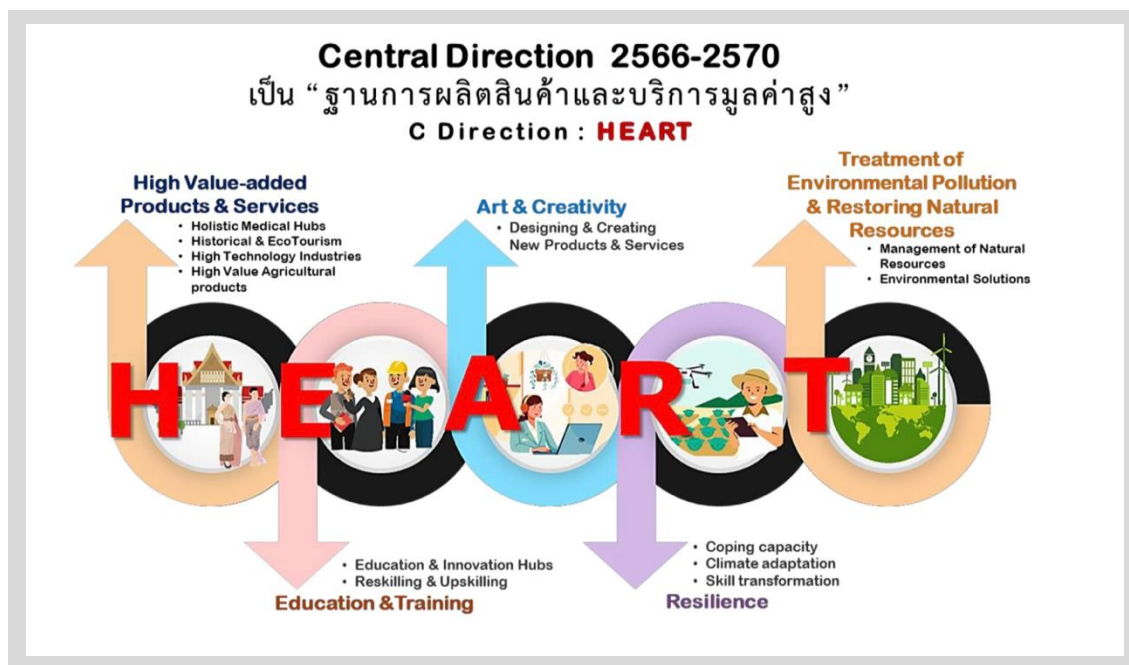 Central Direction 2566-2570
เป็น “ฐานการผลิตสินค้าและบริการมูลค่าสูง”
C Direction : HEART
High Value-added
Products & Services
• Holistic Medical Hubs
• Historical & EcoTourism
• High Technology Industries
• High Value Agricultural
products
Art & Creativity
• Designing & Creating
New Products & Services
Treatment of
Environmental Pollution
& Restoring Natural
Resources
• Management of Natural
Resources
• Environmental Solutions
H E A R T
• Education & Innovation Hubs
• Reskilling & Upskilling
Education &Training
• Coping capacity
• Climate adaptation
• Skill transformation
Resilience